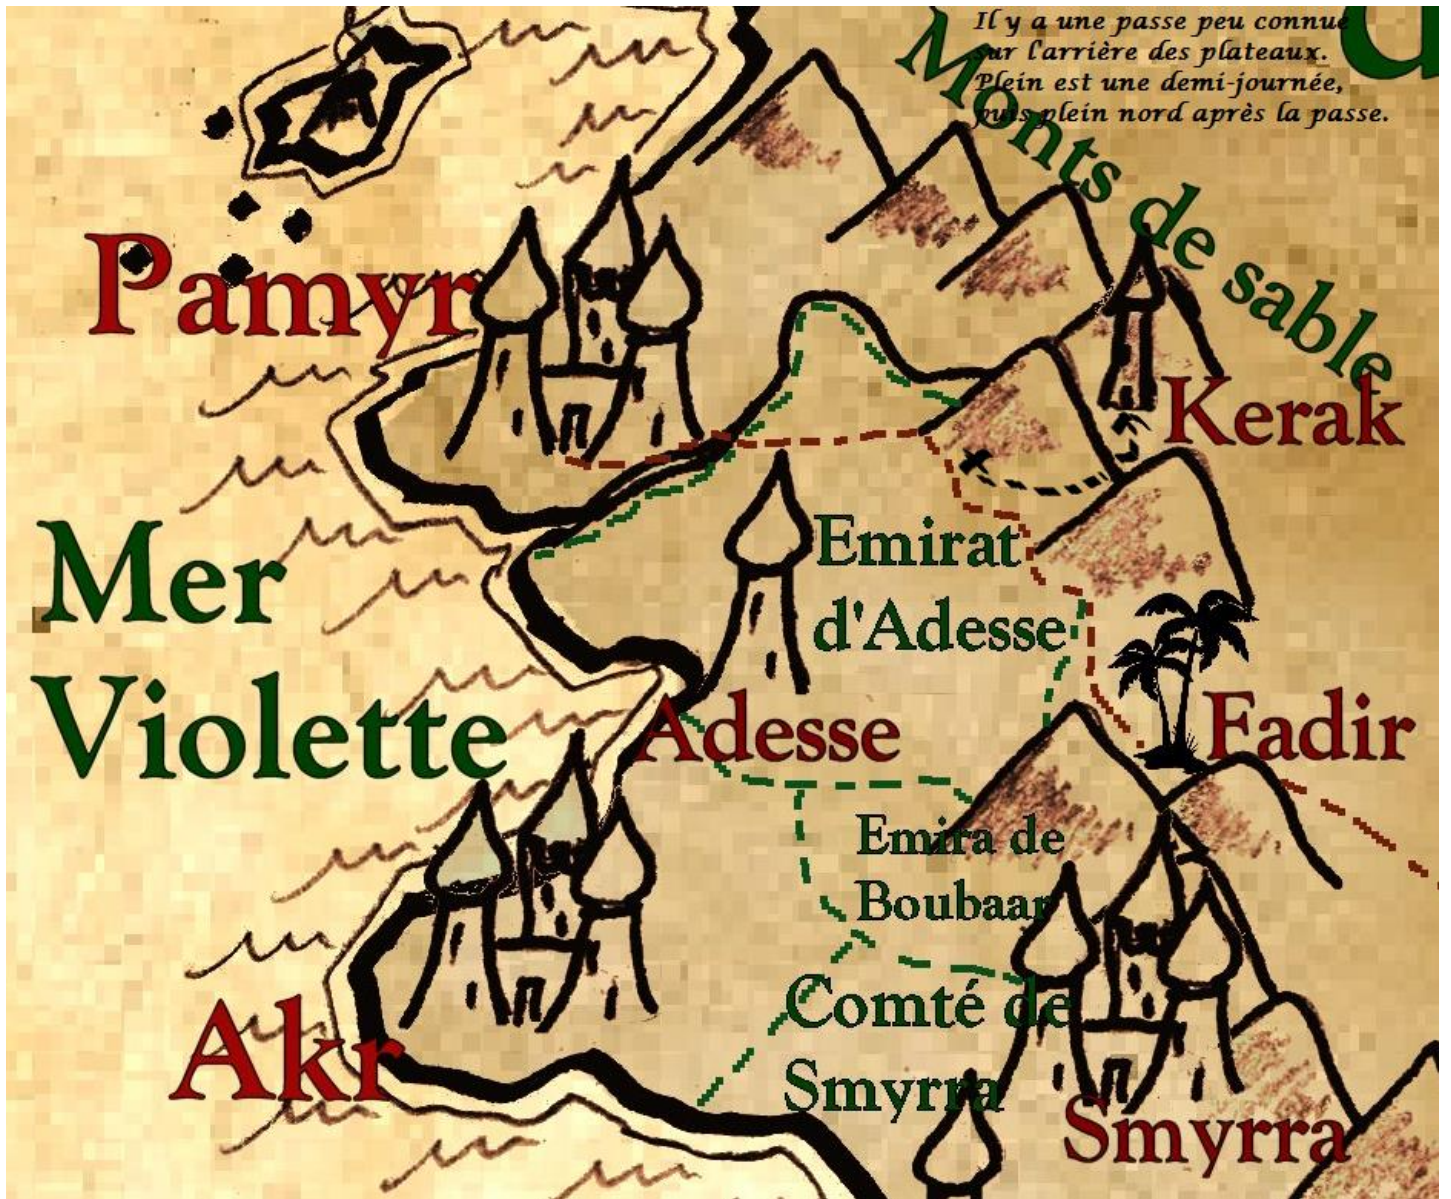 Il y a une passe peu connue
sur l'arrière des plateaux.
Plein est une demi-journée,
puis plein nord après la passe.
Monts de sable
Pamyr
Kerak
Mer
Violette
Emirat
d'Adesse
Adesse
Fadir
Emira de
Boubaar
Akr
Comté de
Smyrra
Smyrra